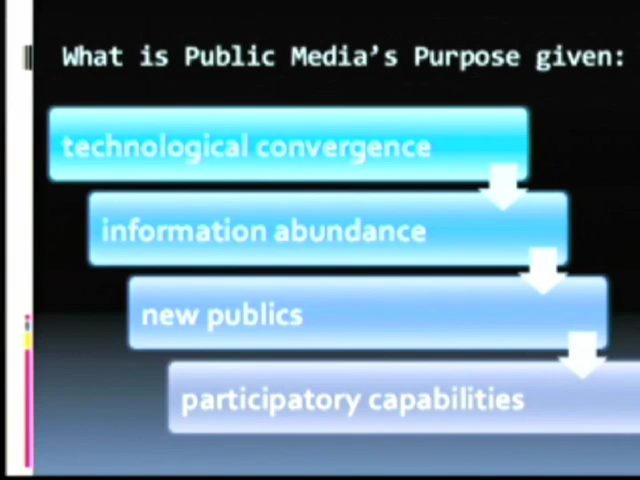 What is Public Media's Purpose given:
technological convergence
information abundance
new publics
participatory capabilities